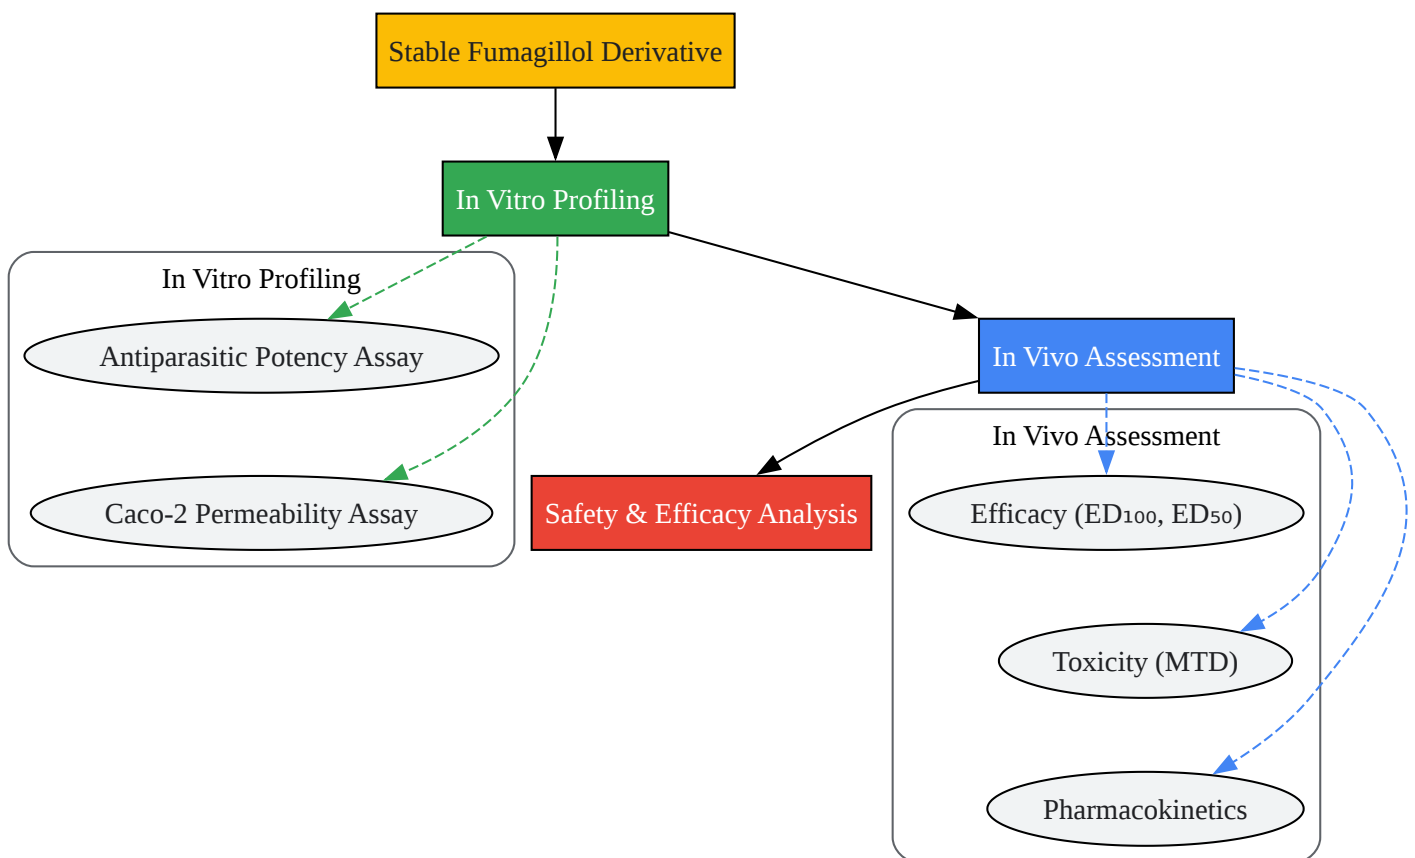 Stable Fumagillol Derivative
In Vitro Profiling
In Vitro Profiling
Antiparasitic Potency Assay
In Vivo Assessment
In Vivo Assessment
Caco-2 Permeability Assay
Safety & Efficacy Analysis
Efficacy (ED₁₀₀, ED₅₀)
Toxicity (MTD)
Pharmacokinetics